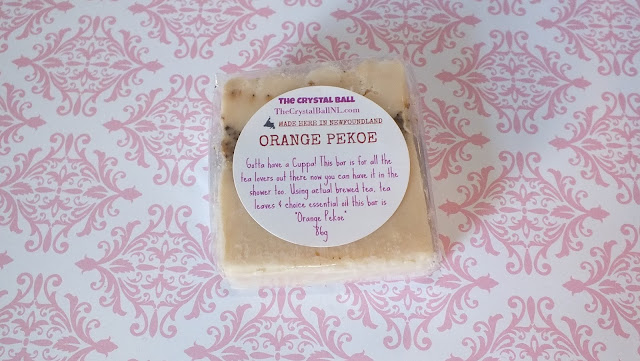 THE CRYSTAL BALL
TheCrystalBallNL.com
MADE HERE IN NEWFOUNDLAND
ORANGE PEKOE
Gotta have a Cuppa! This bar is for all the
tea lovers out there now you can have it in the
shower too. Using actual brewed tea, tea
leaves & choice essential oil this bar is
"Orange Pekoe"
86g